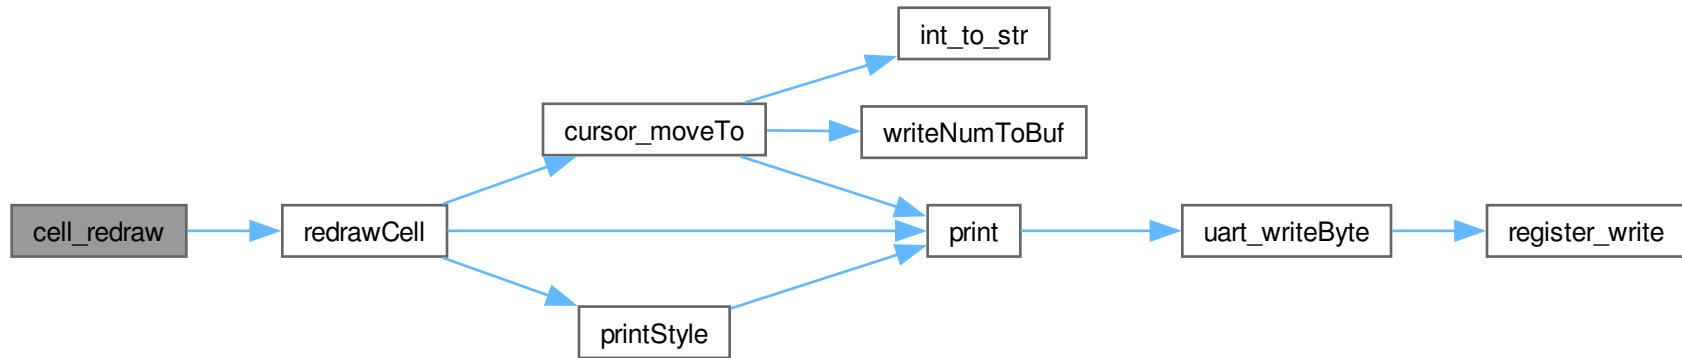 int_to_str
cursor_moveTo
writeNumToBuf
cell_redraw
redrawCell
print
uart_writeByte
register_write
printStyle